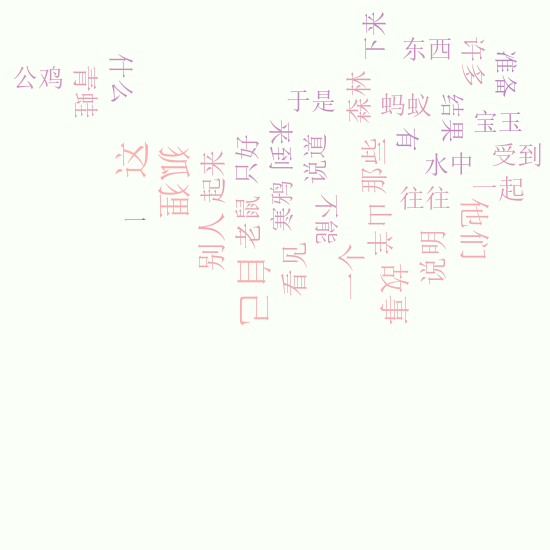 下来
东西
许多
准备
什么
公鸡
青蛙
森林
于是
蚂蚁
结果
宝玉
有
来到
说道
只好
那些
水中
受到
这
狐狸
起来
一起
往往
寒鸦
老鼠
不能
山羊
他们
别人
一
说明
看见
一个
自己
故事